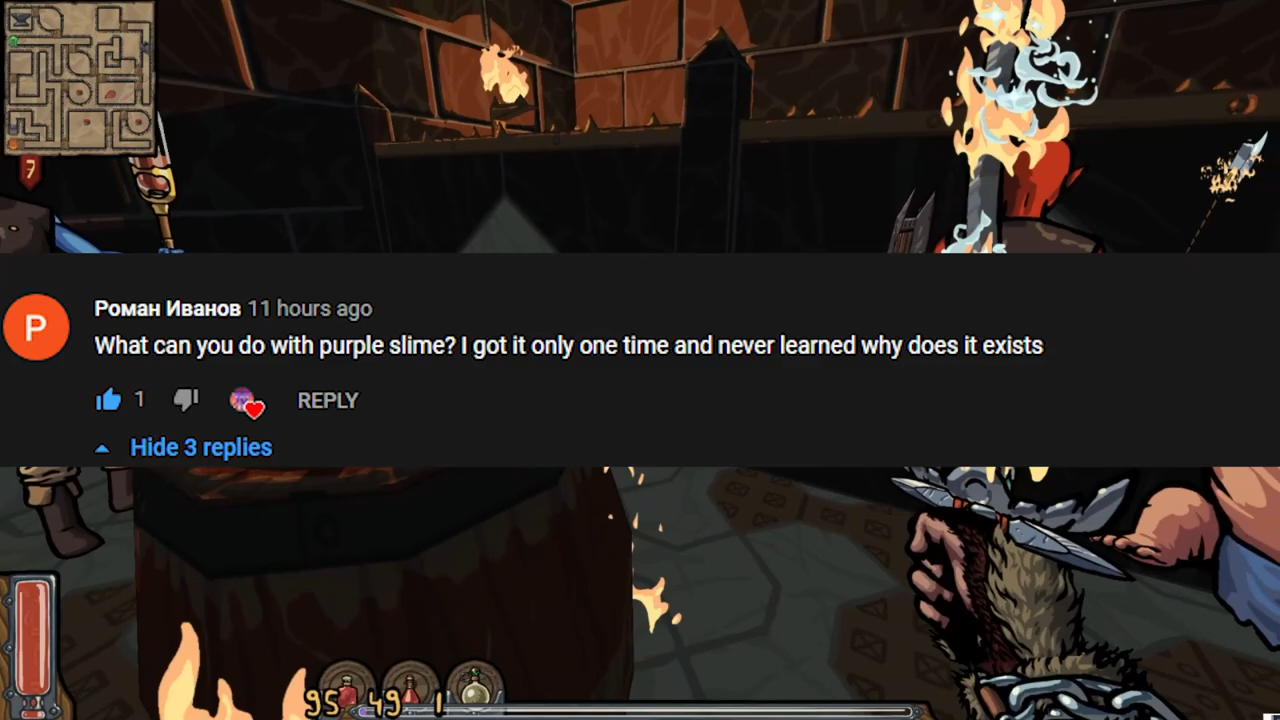 7
Роман Иванов 11 hours ago
What can you do with purple slime? I got it only one time and never learned why does it exists
1
REPLY
Hide 3 replies
95 49 1